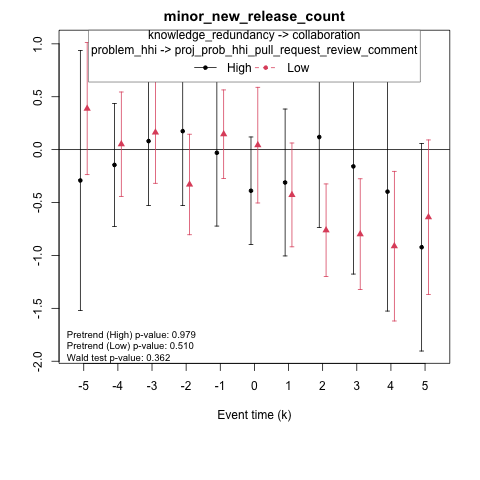 minor_new_release_count
knowledge_redundancy -> collaboration
problem_hhi -> proj_prob_hhi_pull_request_review_comment
High Low
1.0
0.5
0.0
-0.5
-1.0
-1.5
-2.0
Pretrend (High) p-value: 0.979
Pretrend (Low) p-value: 0.510
Wald test p-value: 0.362
-5 -4 -3 -2 -1 0 1 2 3 4 5
Event time (k)